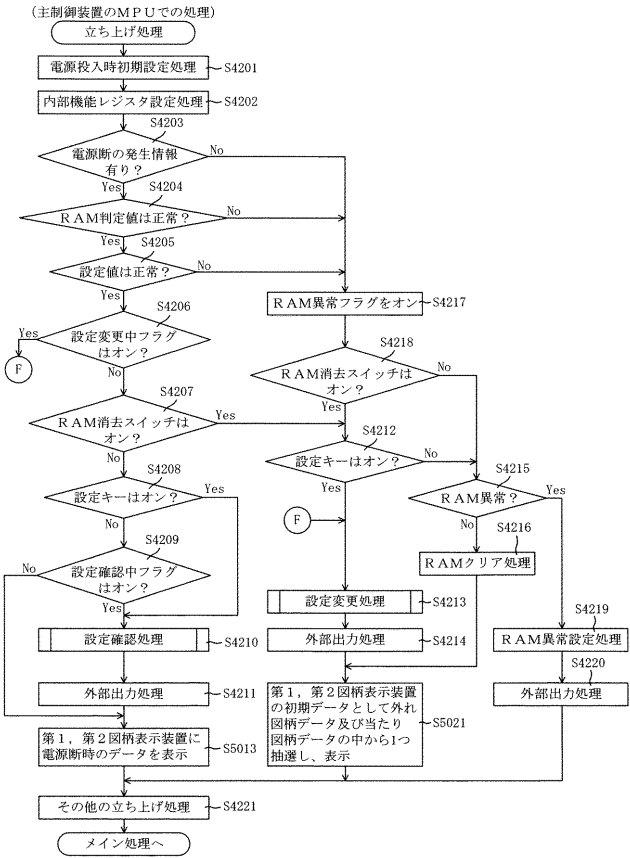 (主制御装置のＭＰＵでの処理)
立ち上げ処理
電源投入時初期設定処理
S4201
内部機能レジスタ設定処理
S4202
S4203
電源断の発生情報
有り？
No
Yes
S4204
ＲＡＭ判定値は正常？
No
Yes
S4205
設定値は正常？
No
Yes
ＲＡＭ異常フラグをオン
S4217
S4206
Yes
設定変更中フラグ
はオン？
F
No
S4218
ＲＡＭ消去スイッチは
オン？
No
Yes
S4207
ＲＡＭ消去スイッチは
オン？
Yes
No
S4212
設定キーはオン？
No
Yes
S4208
設定キーはオン？
Yes
No
S4215
ＲＡＭ異常？
Yes
No
F
S4209
No
設定確認中フラグ
はオン？
Yes
S4216
ＲＡＭクリア処理
設定変更処理
S4213
設定確認処理
S4210
外部出力処理
S4214
S4219
ＲＡＭ異常設定処理
外部出力処理
S4211
S4220
外部出力処理
第１，第２図柄表示装置に
電源断時のデータを表示
S5013
第１，第２図柄表示装置
の初期データとして外れ
図柄データ及び当たり
図柄データの中から1つ
抽選し、表示
S5021
その他の立ち上げ処理
S4221
メイン処理へ